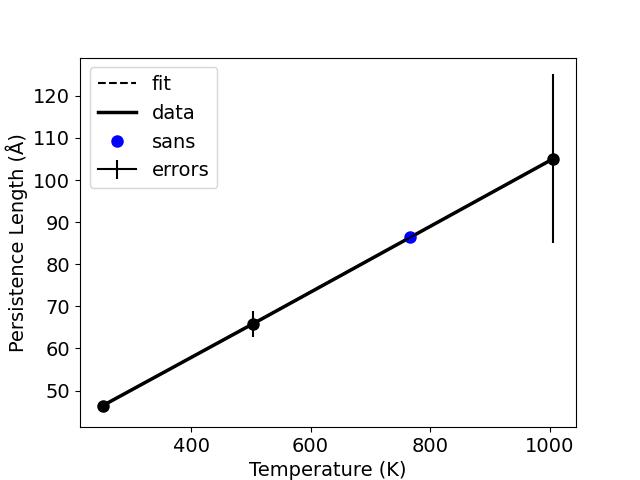 fit
data
sans
errors
120
110
100
90
80
70
60
50
Persistence Length (Å)
400 600 800 1000
Temperature (K)